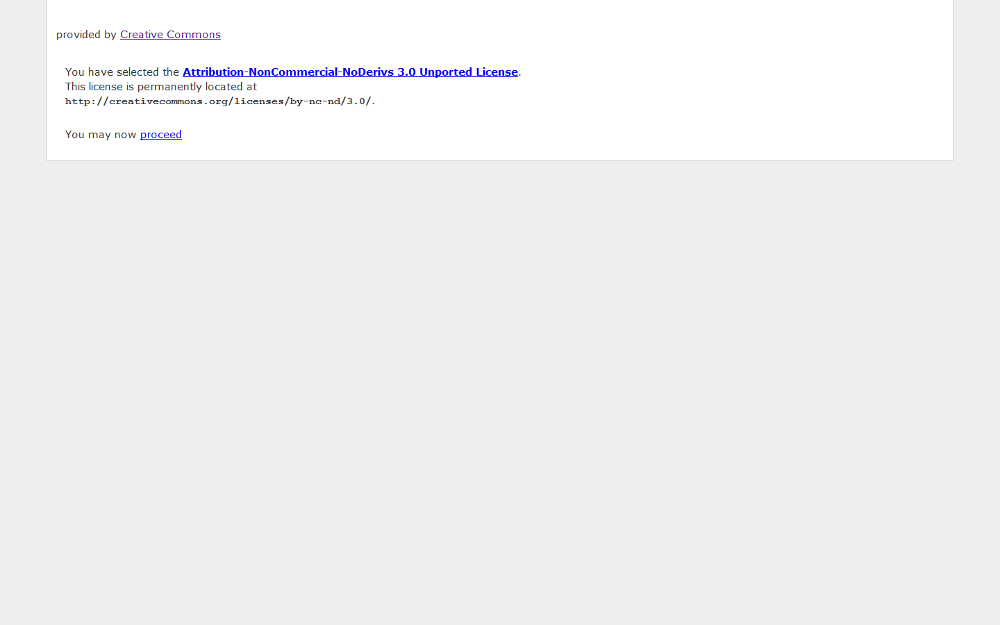 provided by Creative Commons
You have selected the Attribution-NonCommercial-NoDerivs 3.0 Unported License.
This license is permanently located at
http://creativecommons.org/licenses/by-nc-nd/3.0/.
You may now proceed